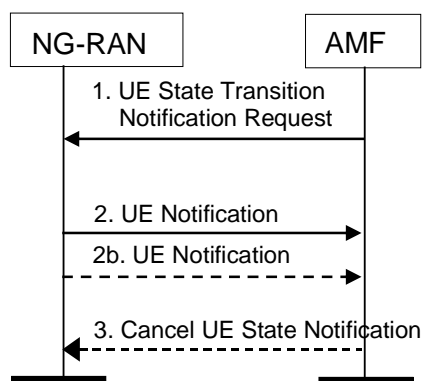 NG-RAN
AMF
1. UE State Transition
Notification Request
2. UE Notification
2b. UE Notification
3. Cancel UE State Notification